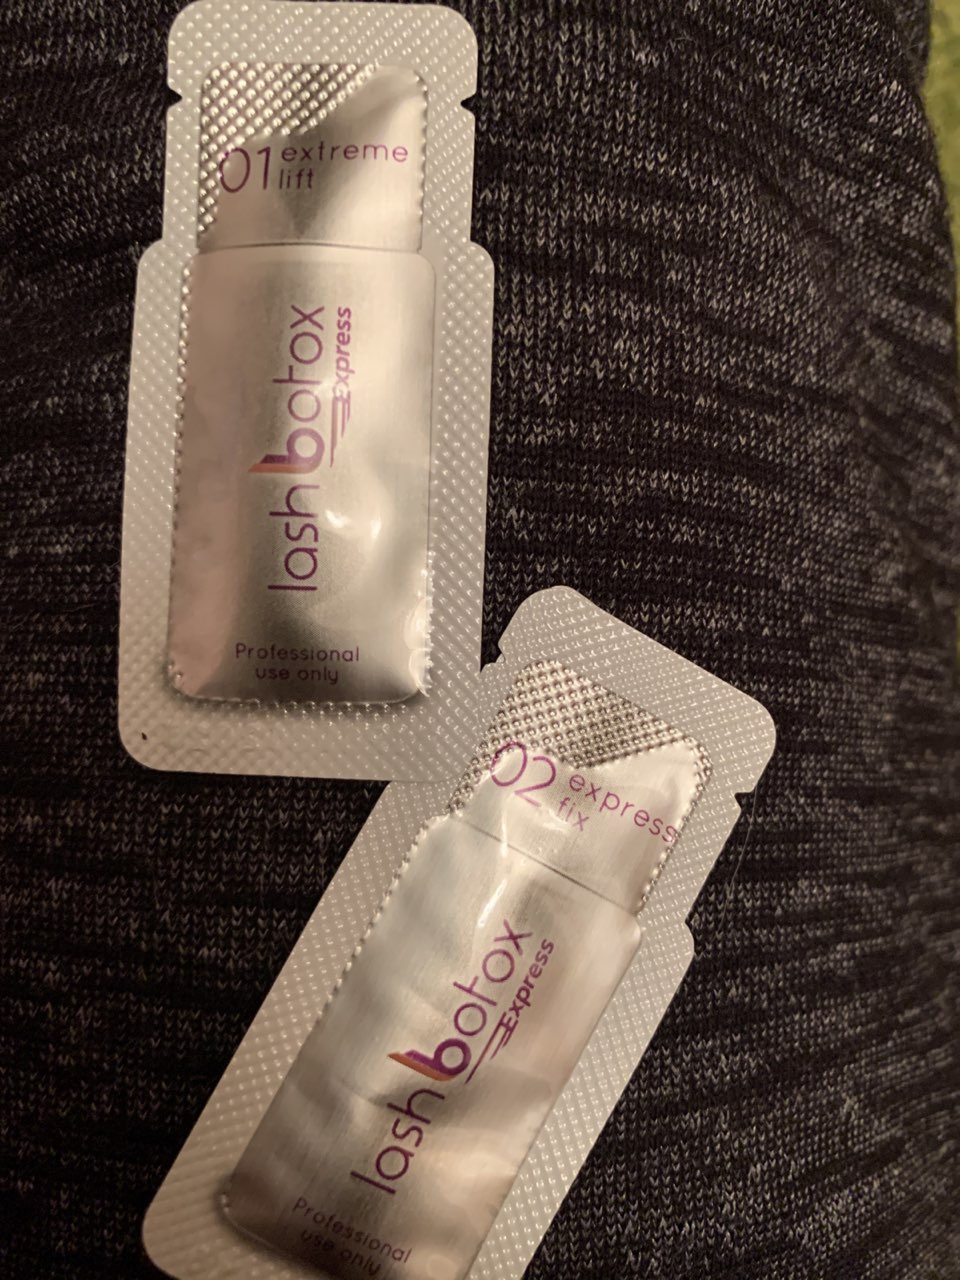 01 extreme
lift
lash botox
Express
Professional
use only
02 express
fix
lash botox
Express
Professional
use only